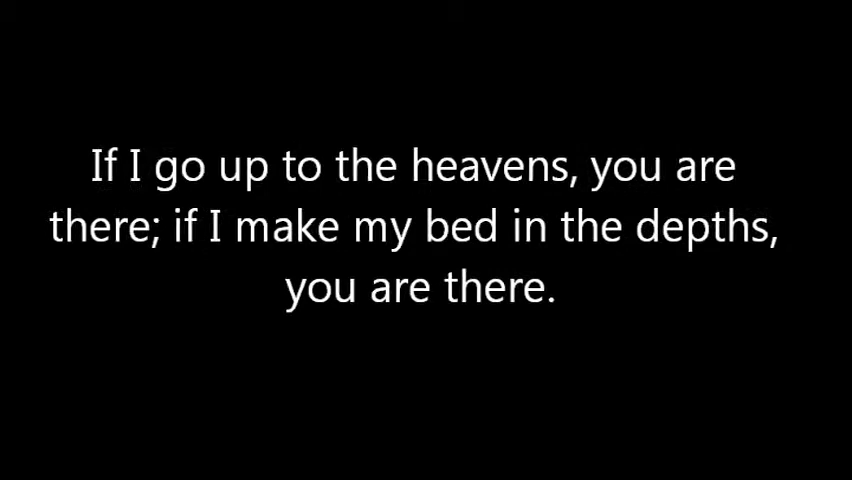 If I go up to the heavens, you are
there; if I make my bed in the depths,
you are there.